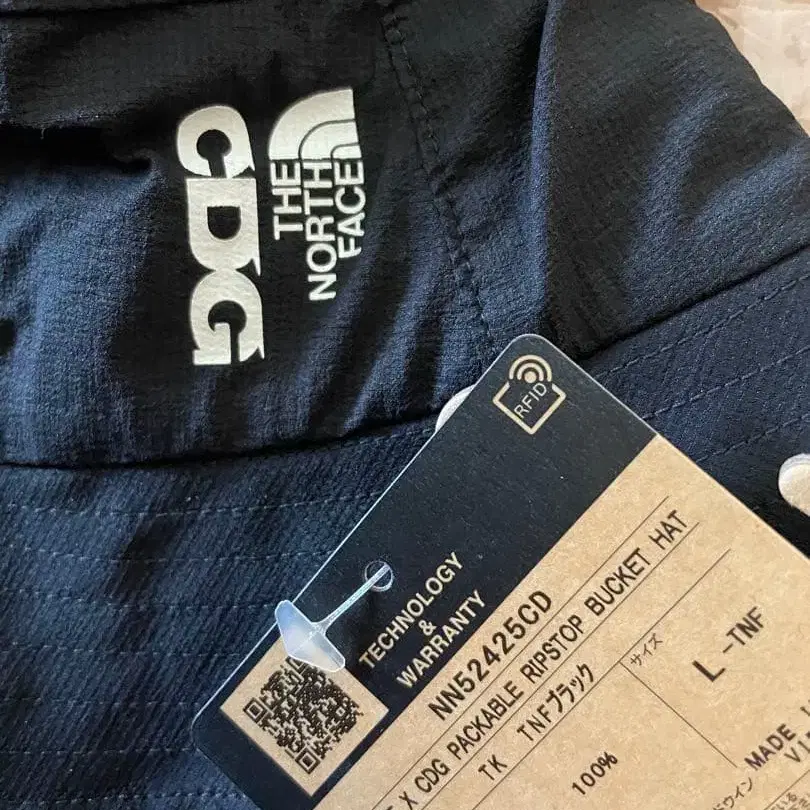 CDG
THE
NORTH
FACE
RFID
TECHNOLOGY
&
WARRANTY
NN52425CD
X CDG PACKABLE RIPSTOP BUCKET HAT
TK TNFブラック
サイズ
L-TNF
100%
MADE